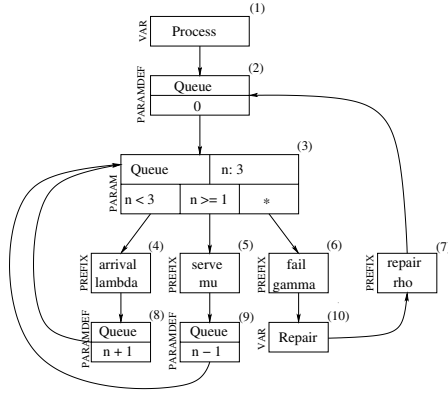 (1)
VAR
Process
(2)
PARAMDEF
Queue
0
(3)
PARAM
Queue
n: 3
n < 3
n >= 1
*
(4)
PREFIX
arrival
lambda
(5)
PREFIX
serve
mu
(6)
PREFIX
fail
gamma
(7)
PREFIX
repair
rho
(8)
PARAMDEF
Queue
n + 1
(9)
PARAMDEF
Queue
n − 1
(10)
VAR
Repair